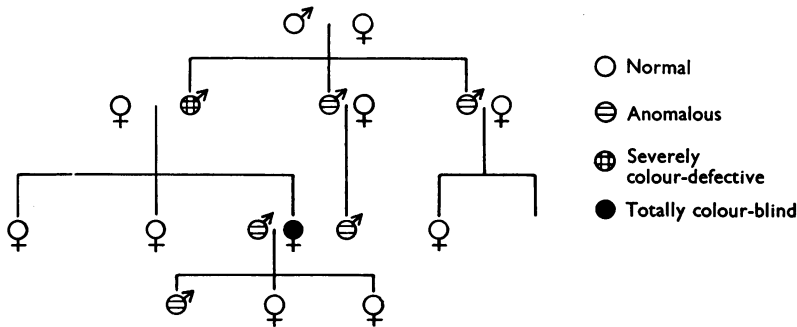 Normal
Anomalous
Severely
colour-defective
Totally colour-blind